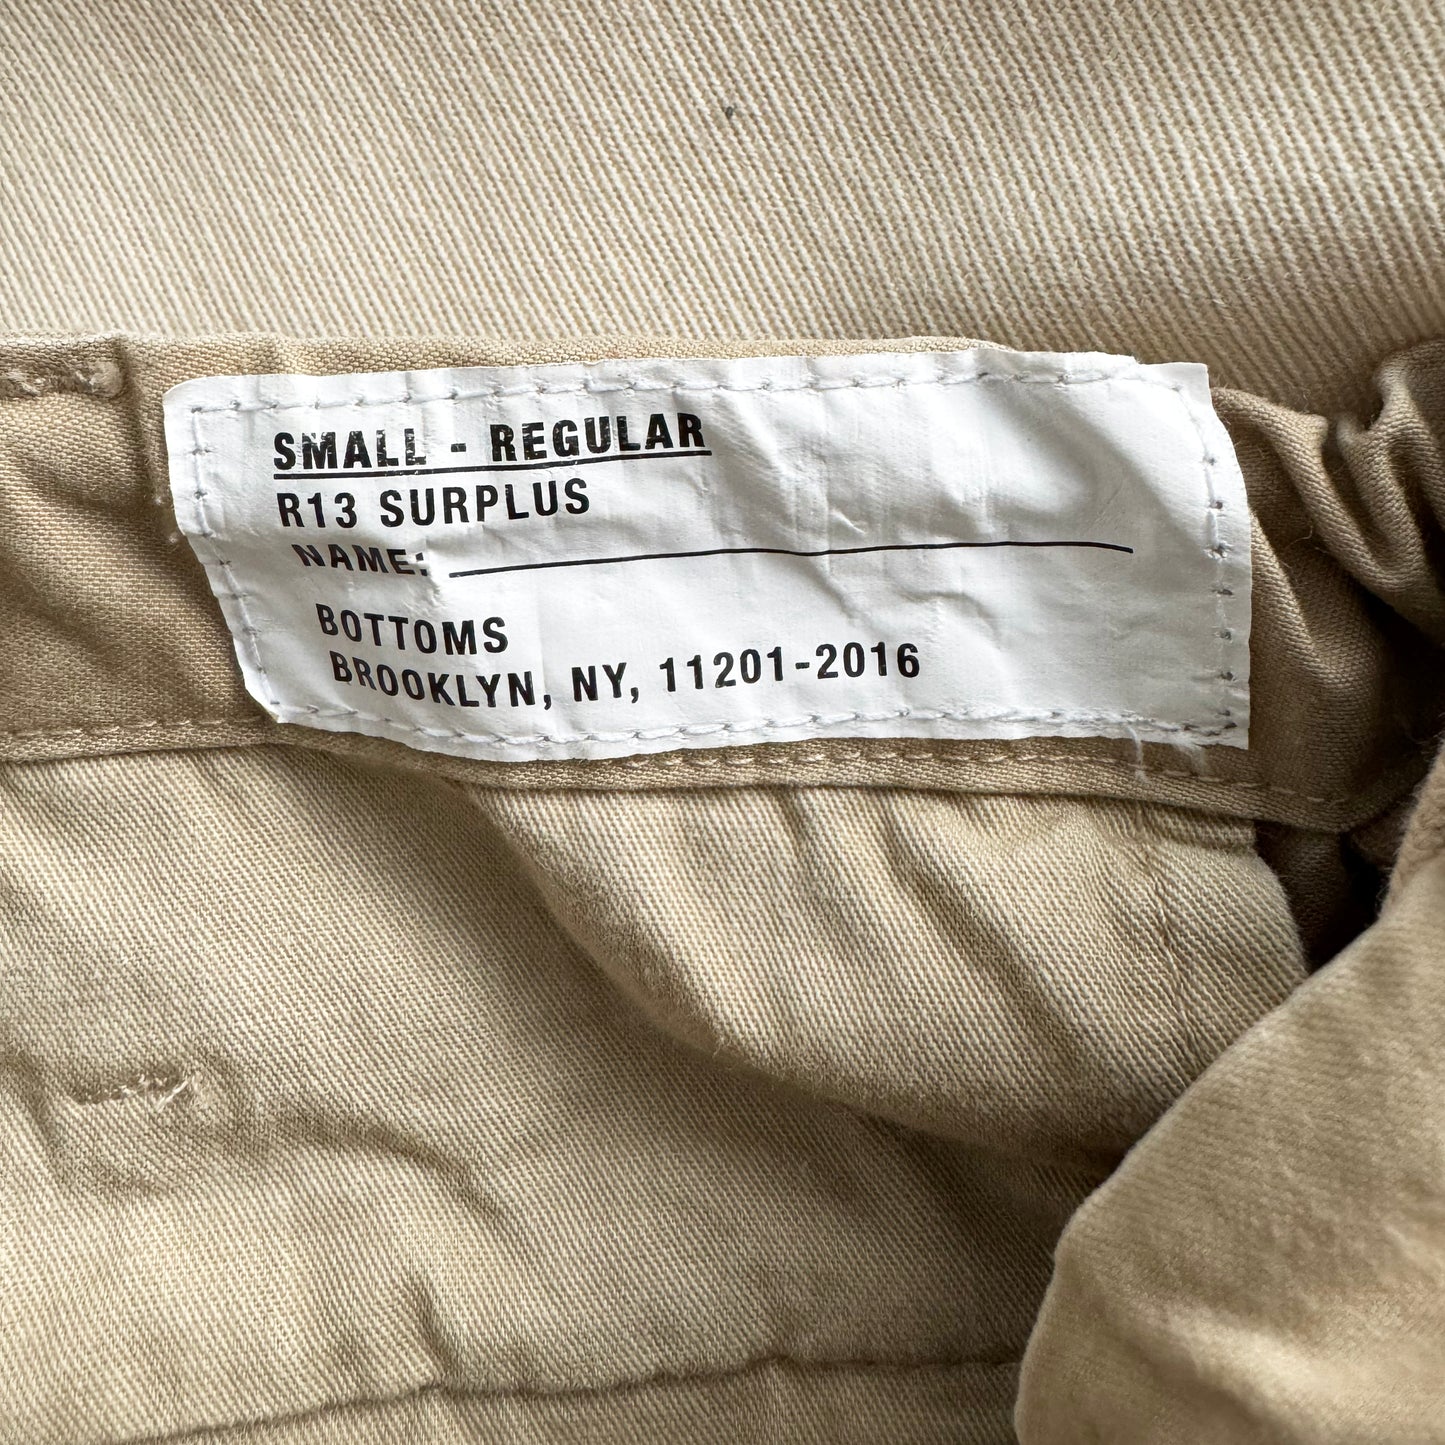 SMALL - REGULAR
R13 SURPLUS
NAME:
BOTTOMS
BROOKLYN, NY, 11201-2016